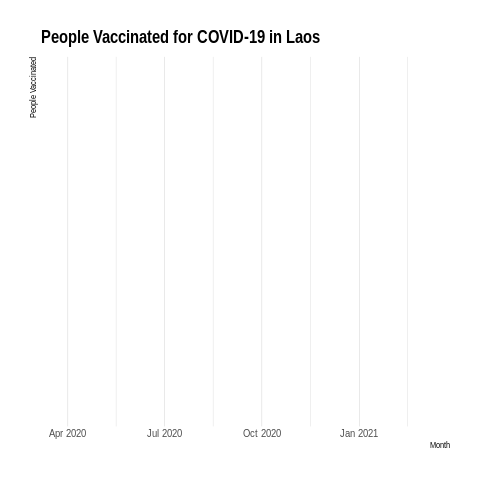 People Vaccinated for COVID-19 in Laos
People Vaccinated
Apr 2020
Jul 2020
Oct 2020
Jan 2021
Month